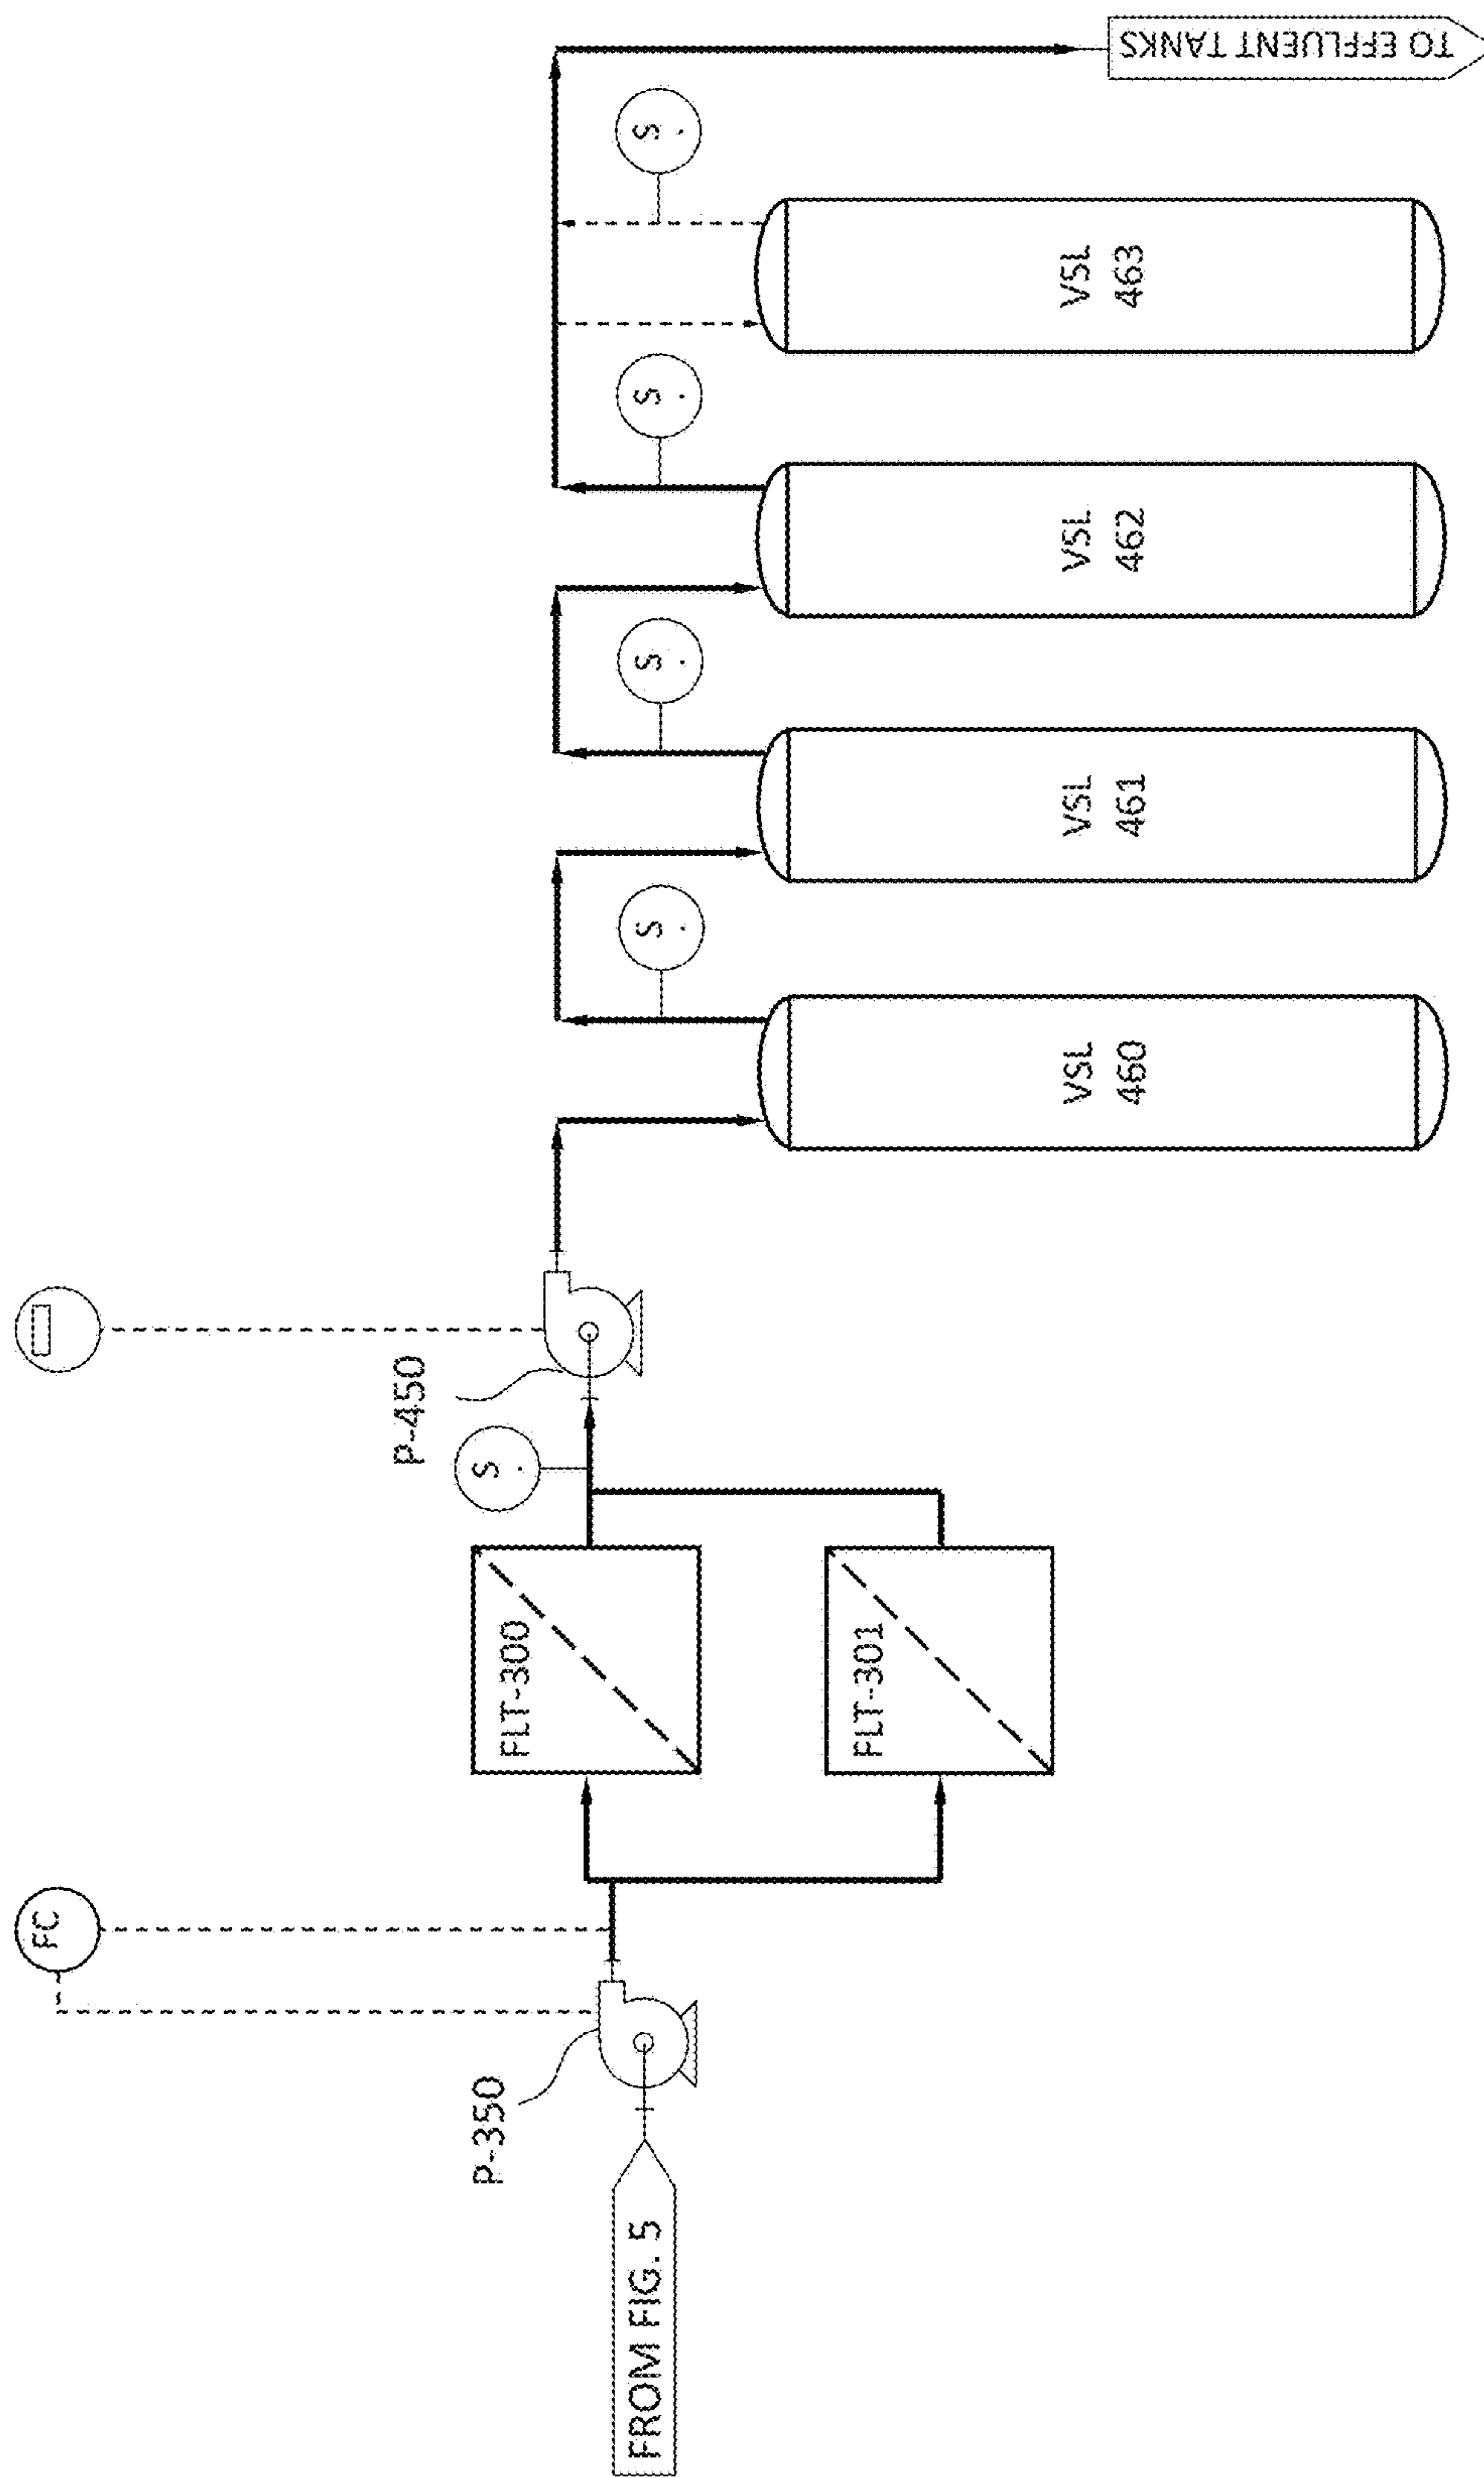 FROM FIG. 5
P-350
FC
FLT-300
FLT-301
S
.
P-450
VSL
460
S
.
VSL
461
S
.
VSL
462
S
.
VSL
463
S
.
TO EFFLUENT TANKS